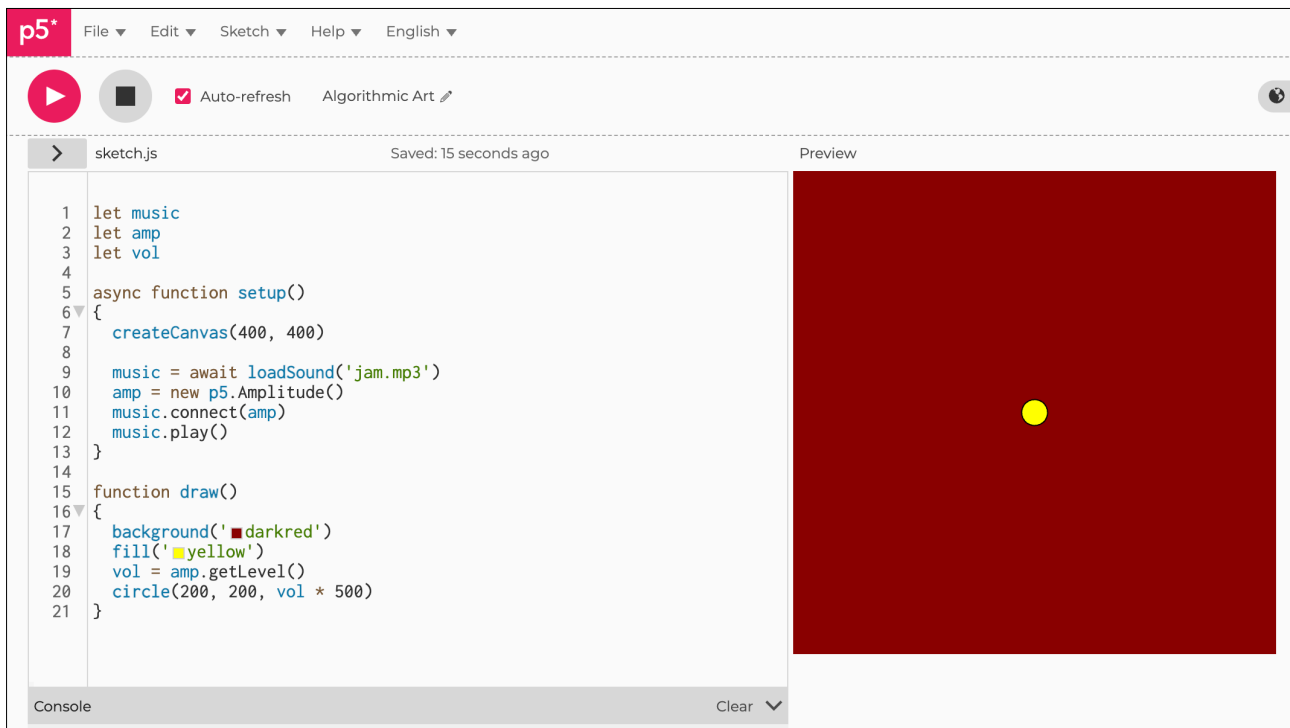 p5* File Edit Sketch Help English
Auto-refresh Algorithmic Art
sketch.js Saved: 15 seconds ago Preview
1 let music
2 let amp
3 let vol
4
5 async function setup()
6 {
7   createCanvas(400, 400)
8
9   music = await loadSound('jam.mp3')
10   amp = new p5.Amplitude()
11   music.connect(amp)
12   music.play()
13 }
14
15 function draw()
16 {
17   background('darkred')
18   fill('yellow')
19   vol = amp.getLevel()
20   circle(200, 200, vol * 500)
21 }
Console Clear